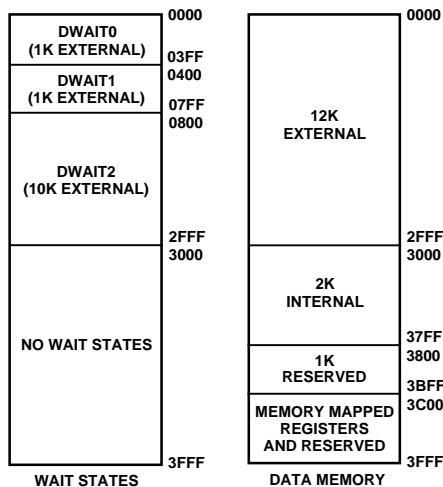 0000
DWAIT0
(1K EXTERNAL)
03FF
0400
DWAIT1
(1K EXTERNAL)
07FF
0800
DWAIT2
(10K EXTERNAL)
2FFF
3000
NO WAIT STATES
3FFF
WAIT STATES
0000
12K
EXTERNAL
2FFF
3000
2K
INTERNAL
37FF
3800
1K
RESERVED
3BFF
3C00
MEMORY MAPPED
REGISTERS
AND RESERVED
3FFF
DATA MEMORY